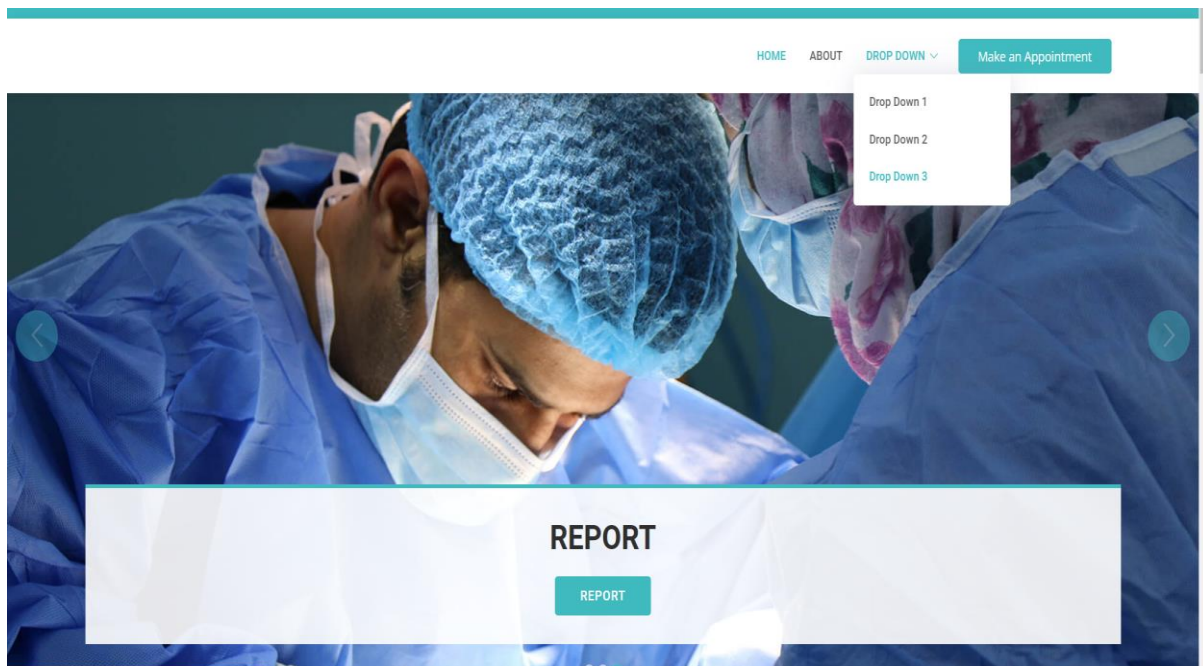 HOME ABOUT DROP DOWN Make an Appointment
Drop Down 1
Drop Down 2
Drop Down 3
REPORT
REPORT